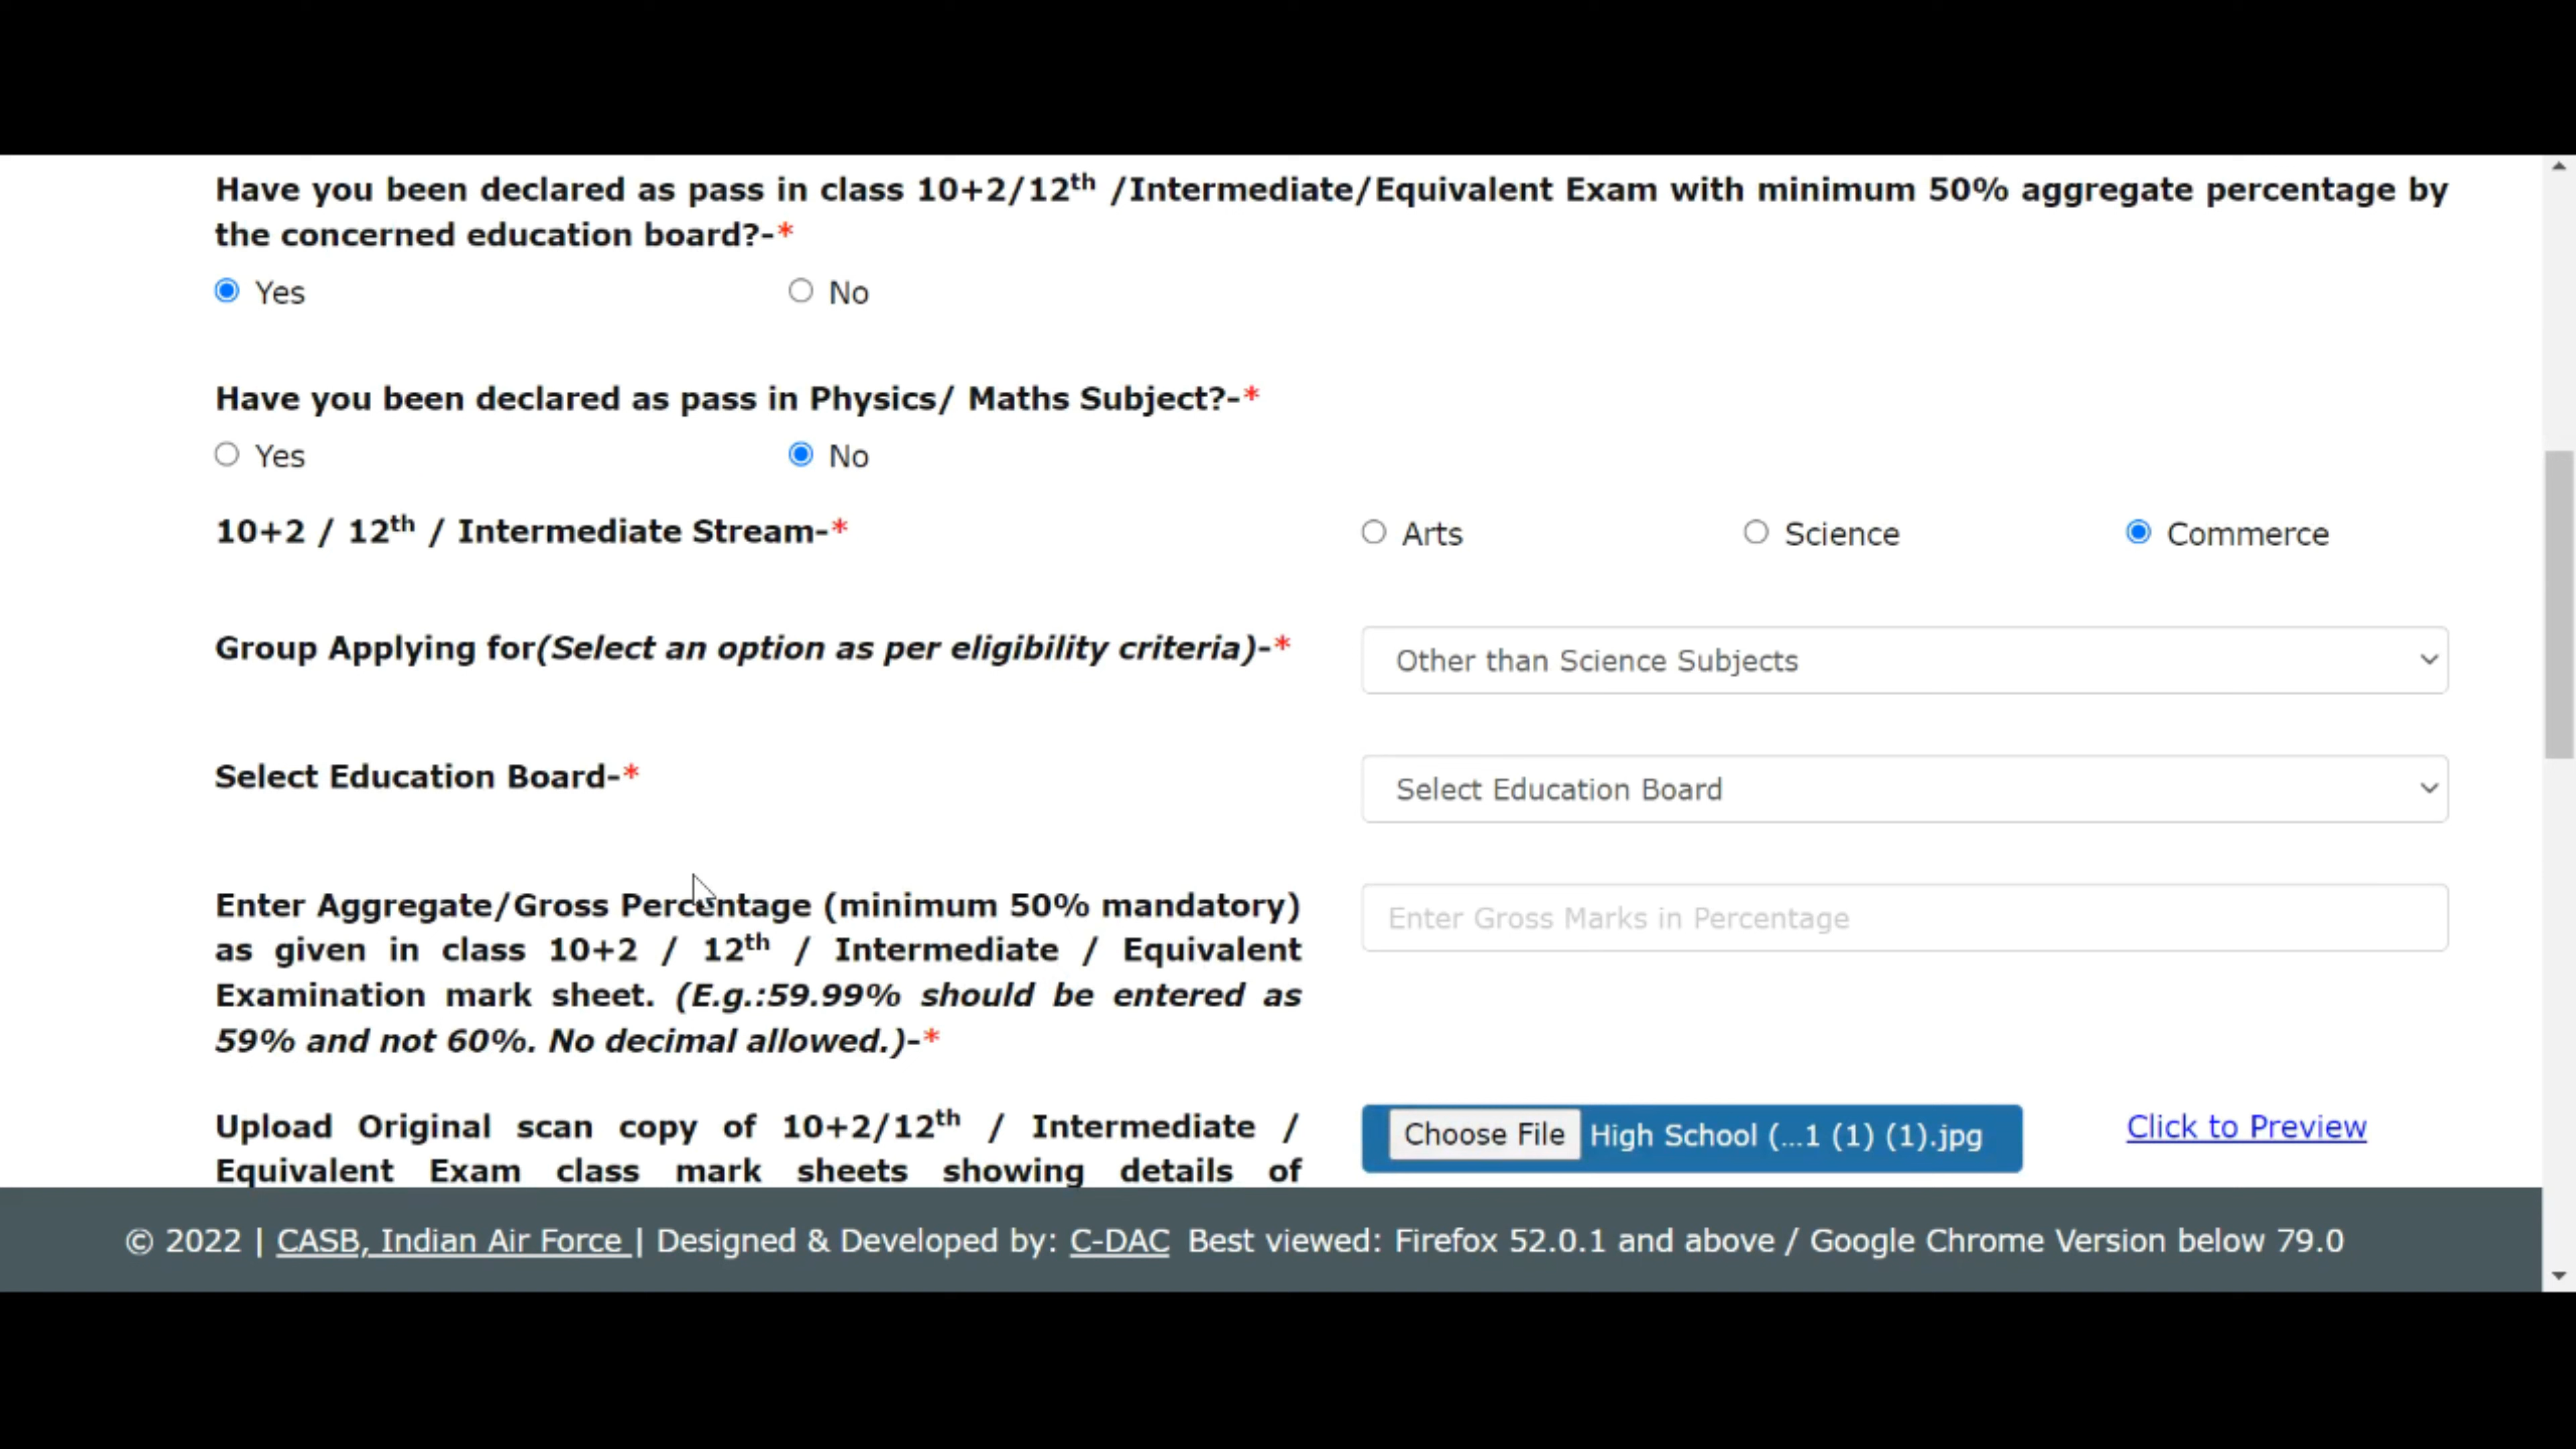 Have you been declared as pass in class 10+2/12th /Intermediate/Equivalent Exam with minimum 50% aggregate percentage by
the concerned education board?-*
Yes No
Have you been declared as pass in Physics/ Maths Subject?-*
Yes No
10+2 / 12th / Intermediate Stream-* Arts Science Commerce
Group Applying for(Select an option as per eligibility criteria)-* Other than Science Subjects
Select Education Board-* Select Education Board
Enter Aggregate/Gross Percentage (minimum 50% mandatory)
as given in class 10+2 / 12th / Intermediate / Equivalent
Examination mark sheet. (E.g.:59.99% should be entered as
59% and not 60%. No decimal allowed.)-*
Enter Gross Marks in Percentage
Upload Original scan copy of 10+2/12th / Intermediate /
Equivalent Exam class mark sheets showing details of
Choose File High School (...1 (1) (1).jpg Click to Preview
© 2022 | CASB, Indian Air Force | Designed & Developed by: C-DAC Best viewed: Firefox 52.0.1 and above / Google Chrome Version below 79.0